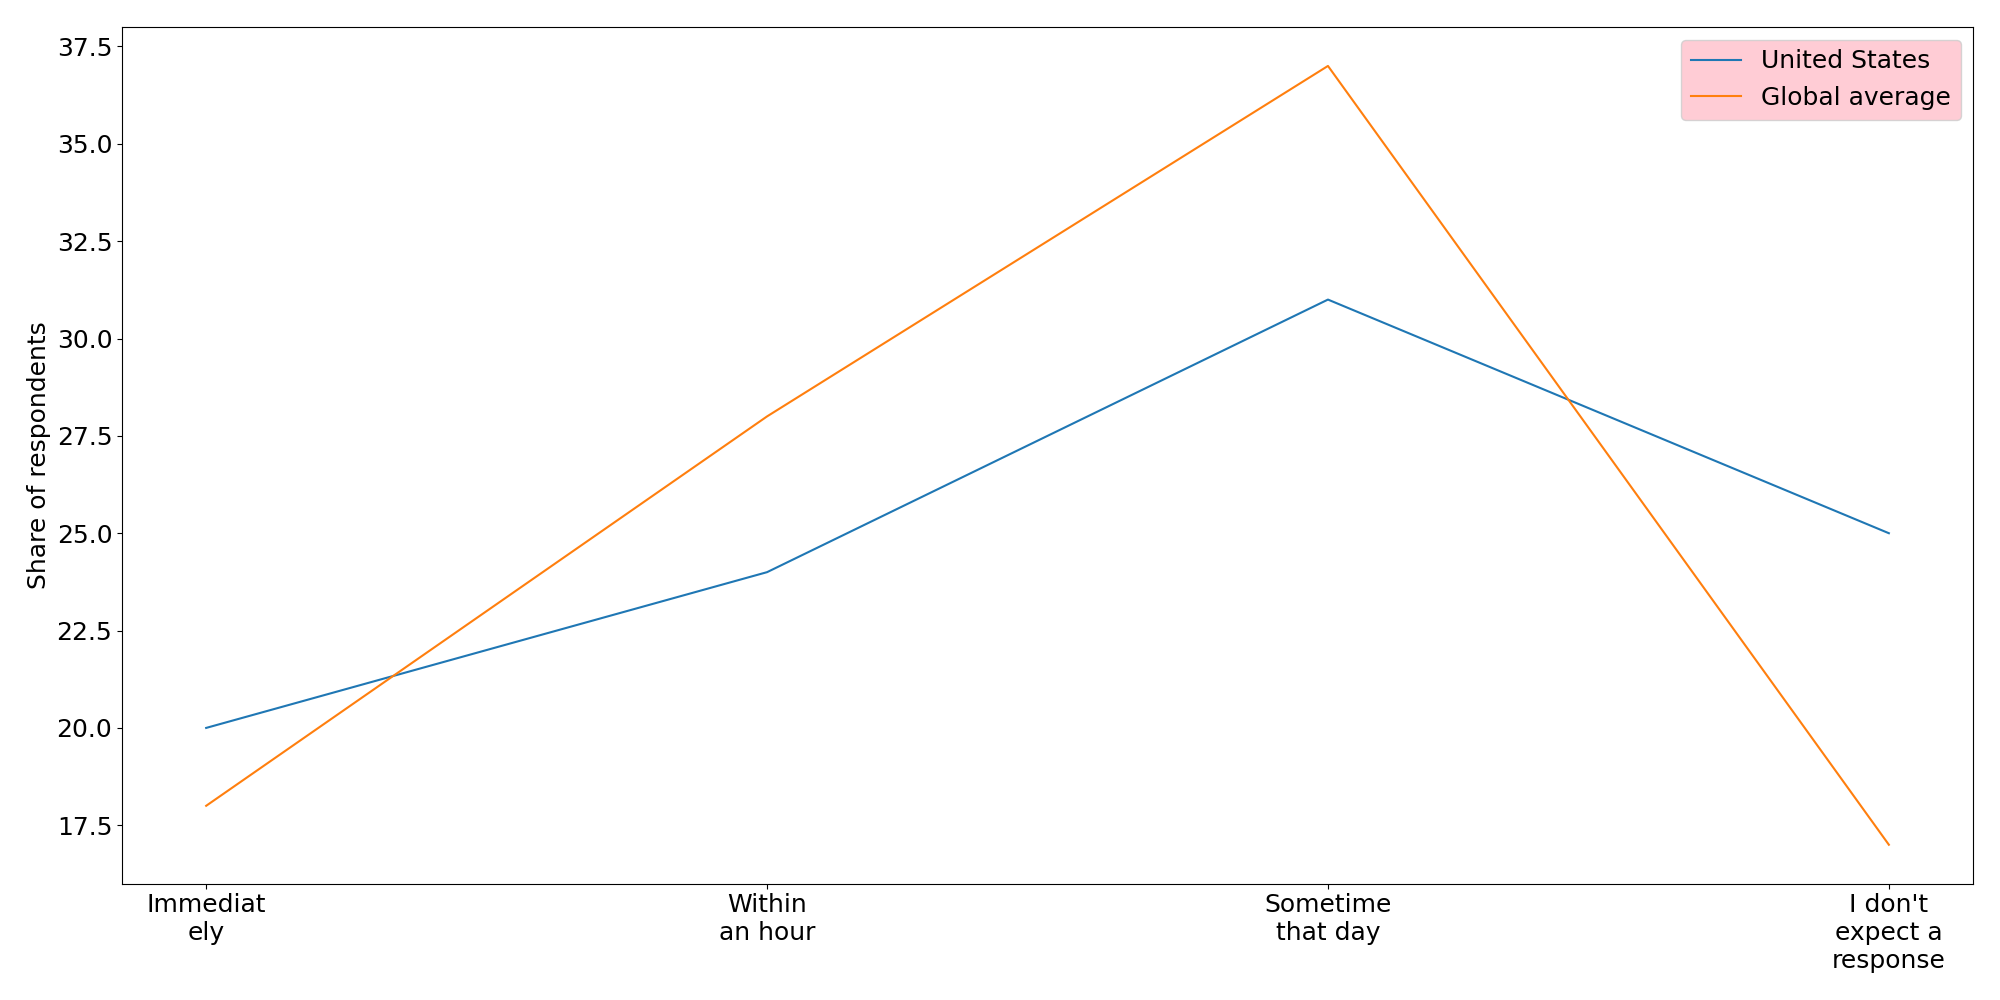 37.5
35.0
32.5
30.0
27.5
25.0
22.5
20.0
17.5
Share of respondents
United States
Global average
Immediat
ely
Within
an hour
Sometime
that day
I don't
expect a
response